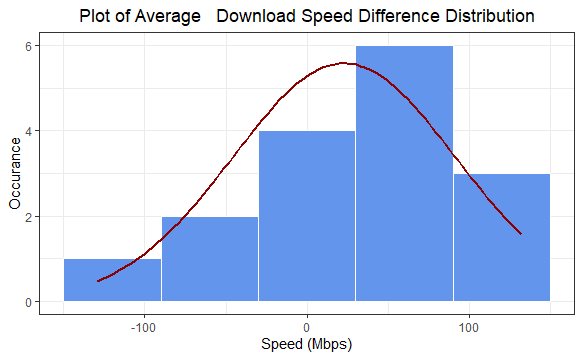 Plot of Average   Download Speed Difference Distribution
6
4
2
0
Occurance
-100 0 100
Speed (Mbps)